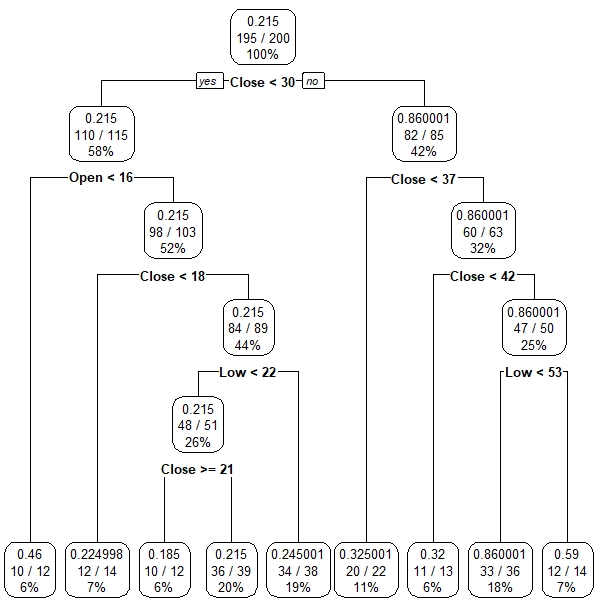 0.215
195 / 200
100%
yes Close < 30 no
0.215
110 / 115
58%
0.860001
82 / 85
42%
Open < 16
Close < 37
0.215
98 / 103
52%
0.860001
60 / 63
32%
Close < 18
Close < 42
0.215
84 / 89
44%
0.860001
47 / 50
25%
Low < 22
Low < 53
0.215
48 / 51
26%
Close >= 21
0.46
10 / 12
6%
0.224998
12 / 14
7%
0.185
10 / 12
6%
0.215
36 / 39
20%
0.245001
34 / 38
19%
0.325001
20 / 22
11%
0.32
11 / 13
6%
0.860001
33 / 36
18%
0.59
12 / 14
7%